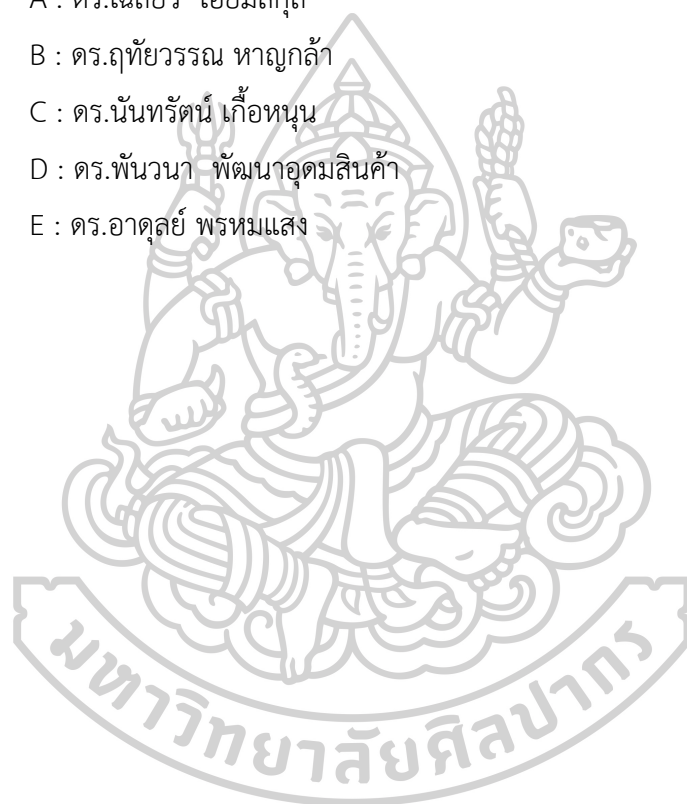 A : ดร.
B : ดร.ฤทัยวรรณ หาญกล้า
C : ดร.นันทรัตน์ เกื้อหนุน
D : ดร.พันวนา พัฒนาอุดมสินค้า
E : ดร.อาดุลย์ พรหมแสง
มหาวิทยาลัยศิลปากร